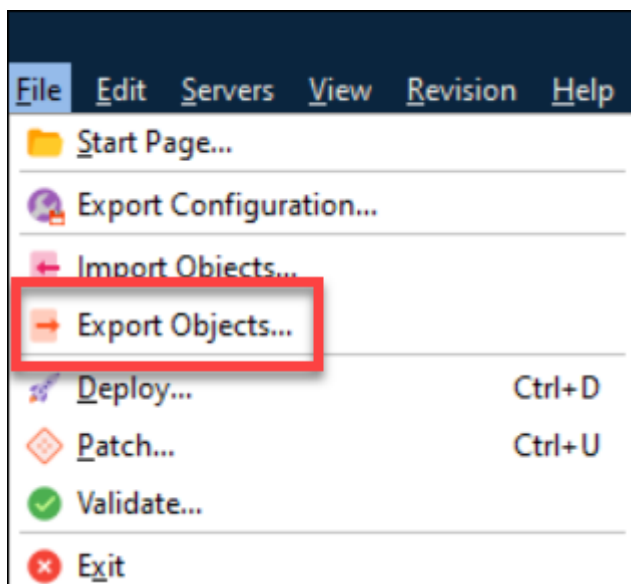 File Edit Servers View Revision Help
Start Page...
Export Configuration...
Import Objects...
Export Objects...
Deploy... Ctrl+D
Patch... Ctrl+U
Validate...
Exit